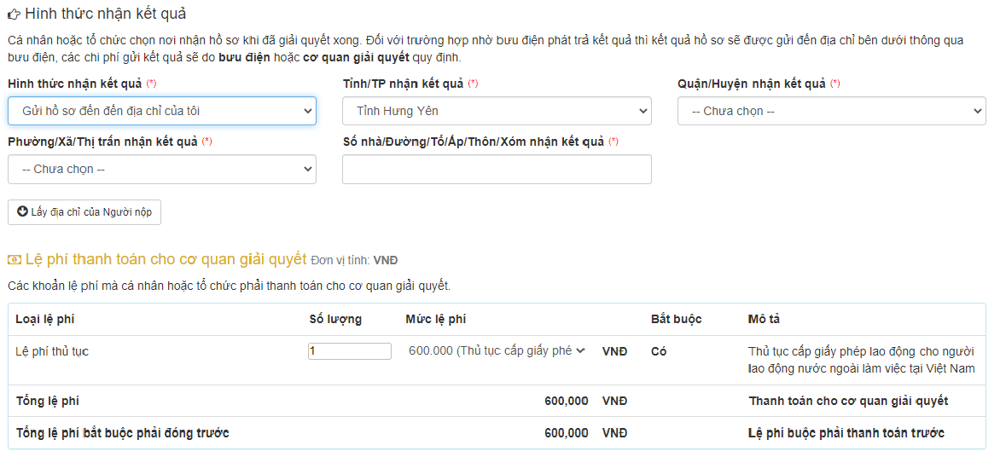 Hình thức nhận kết quả
Cá nhân hoặc tổ chức chọn nơi nhận hồ sơ khi đã giải quyết xong. Đối với trường hợp nhờ bưu điện phát trả kết quả thì kết quả hồ sơ sẽ được gửi đến địa chỉ bên dưới thông qua
bưu điện, các chi phí gửi kết quả sẽ do bưu điện hoặc cơ quan giải quyết quy định.
Hình thức nhận kết quả (*) Tỉnh/TP nhận kết quả (*) Quận/Huyện nhận kết quả (*)
Gửi hồ sơ đến đến địa chỉ của tôi Tỉnh Hưng Yên -- Chưa chọn --
Phường/Xã/Thị trấn nhận kết quả (*) Số nhà/Đường/Tổ/Ấp/Thôn/Xóm nhận kết quả (*)
-- Chưa chọn --
Lấy địa chỉ của Người nộp
Lệ phí thanh toán cho cơ quan giải quyết Đơn vị tính: VNĐ
Các khoản lệ phí mà cá nhân hoặc tổ chức phải thanh toán cho cơ quan giải quyết.
Loại lệ phí Số lượng Mức lệ phí Bắt buộc Mô tả
Lệ phí thủ tục 1 600.000 (Thủ tục cấp giấy phé VNĐ Có Thủ tục cấp giấy phép lao động cho người
lao động nước ngoài làm việc tại Việt Nam
Tổng lệ phí 600,000 VNĐ Thanh toán cho cơ quan giải quyết
Tổng lệ phí bắt buộc phải đóng trước 600,000 VNĐ Lệ phí buộc phải thanh toán trước